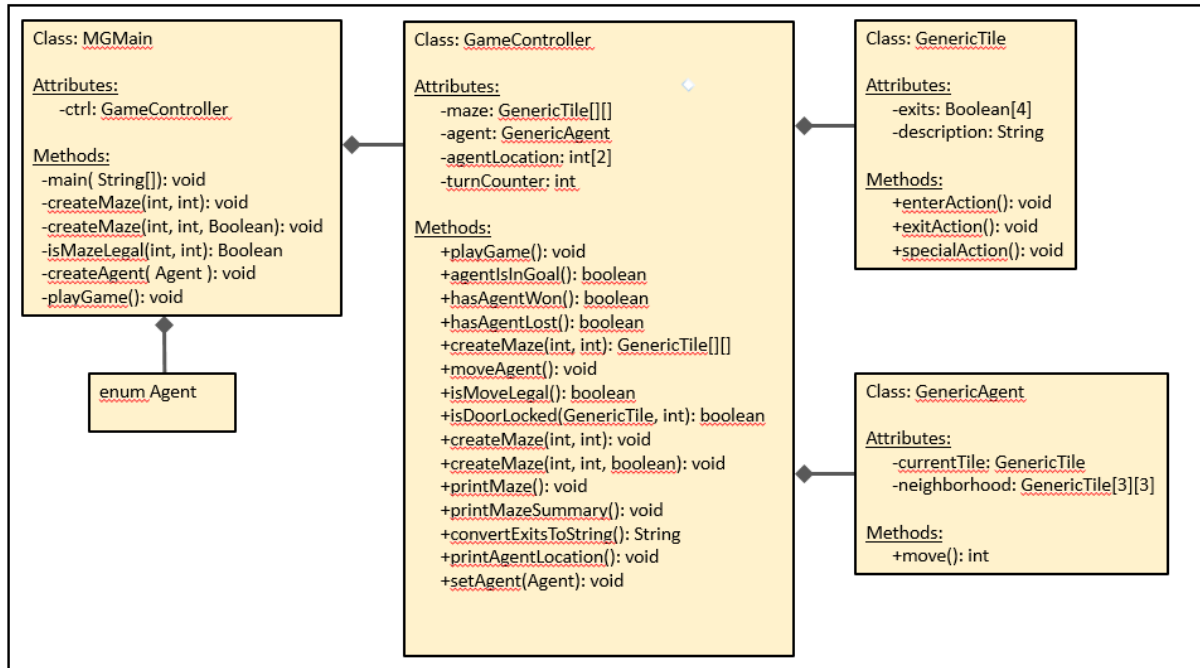 Class: MGMain
Attributes:
-ctrl: GameController
Methods:
-main( String[]): void
-createMaze(int, int): void
-createMaze(int, int, Boolean): void
-isMazeLegal(int, int): Boolean
-createAgent( Agent ): void
-playGame(): void
enum Agent
Class: GameController
Attributes:
-maze: GenericTile[][]
-agent: GenericAgent
-agentLocation: int[2]
-turnCounter: int
Methods:
+playGame(): void
+agentIsInGoal(): boolean
+hasAgentWon(): boolean
+hasAgentLost(): boolean
+createMaze(int, int): GenericTile[][]
+moveAgent(): void
+isMoveLegal(): boolean
+isDoorLocked(GenericTile, int): boolean
+createMaze(int, int): void
+createMaze(int, int, boolean): void
+printMaze(): void
+printMazeSummary(): void
+convertExitsToString(): String
+printAgentLocation(): void
+setAgent(Agent): void
Class: GenericTile
Attributes:
-exits: Boolean[4]
-description: String
Methods:
+enterAction(): void
+exitAction(): void
+specialAction(): void
Class: GenericAgent
Attributes:
-currentTile: GenericTile
-neighborhood: GenericTile[3][3]
Methods:
+move(): int